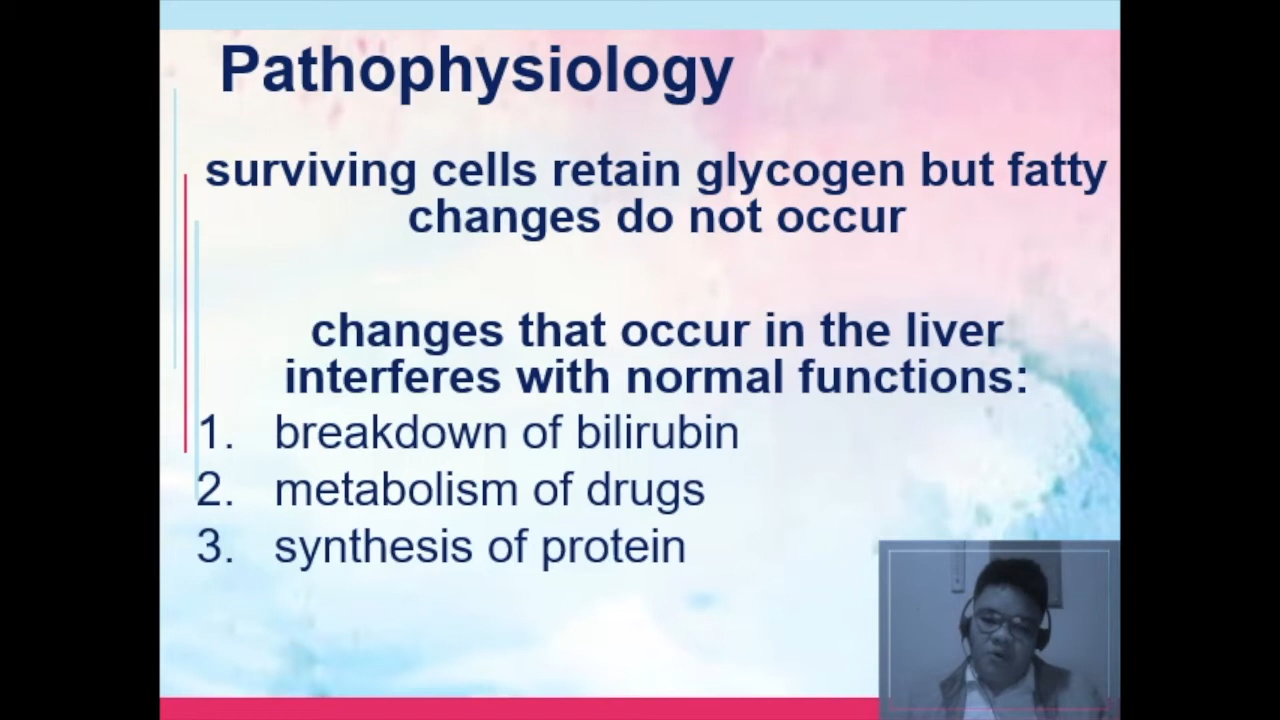 Pathophysiology
surviving cells retain glycogen but fatty
changes do not occur
changes that occur in the liver
interferes with normal functions:
1. breakdown of bilirubin
2. metabolism of drugs
3. synthesis of protein